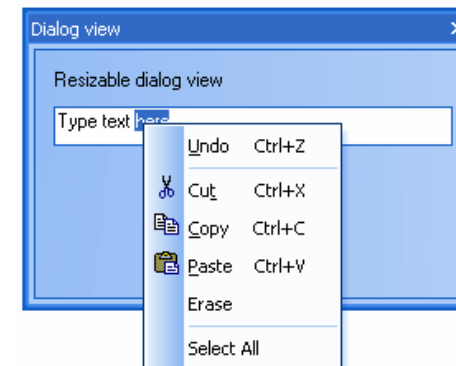 Dialog view
Resizable dialog view
Type text here
Undo Ctrl+Z
Cut Ctrl+X
Copy Ctrl+C
Paste Ctrl+V
Erase
Select All